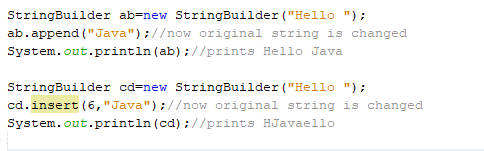 StringBuilder ab=new StringBuilder("Hello ");
ab.append("Java");//now original string is changed
System.out.println(ab);//prints Hello Java
StringBuilder cd=new StringBuilder("Hello ");
cd.insert(6,"Java");//now original string is changed
System.out.println(cd);//prints HJavaello